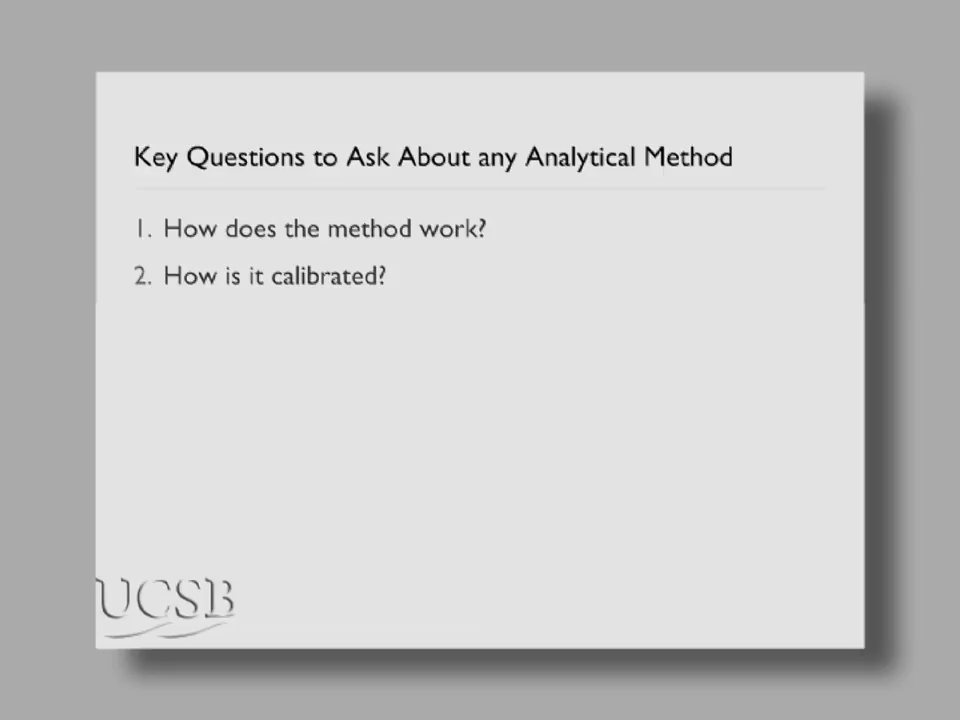 Key Questions to Ask About any Analytical Method
1. How does the method work?
2. How is it calibrated?
UCSB